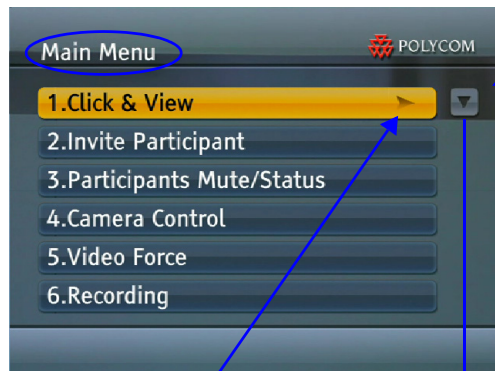 Main Menu
POLYCOM
1.Click & View
2.Invite Participant
3.Participants Mute/Status
4.Camera Control
5.Video Force
6.Recording